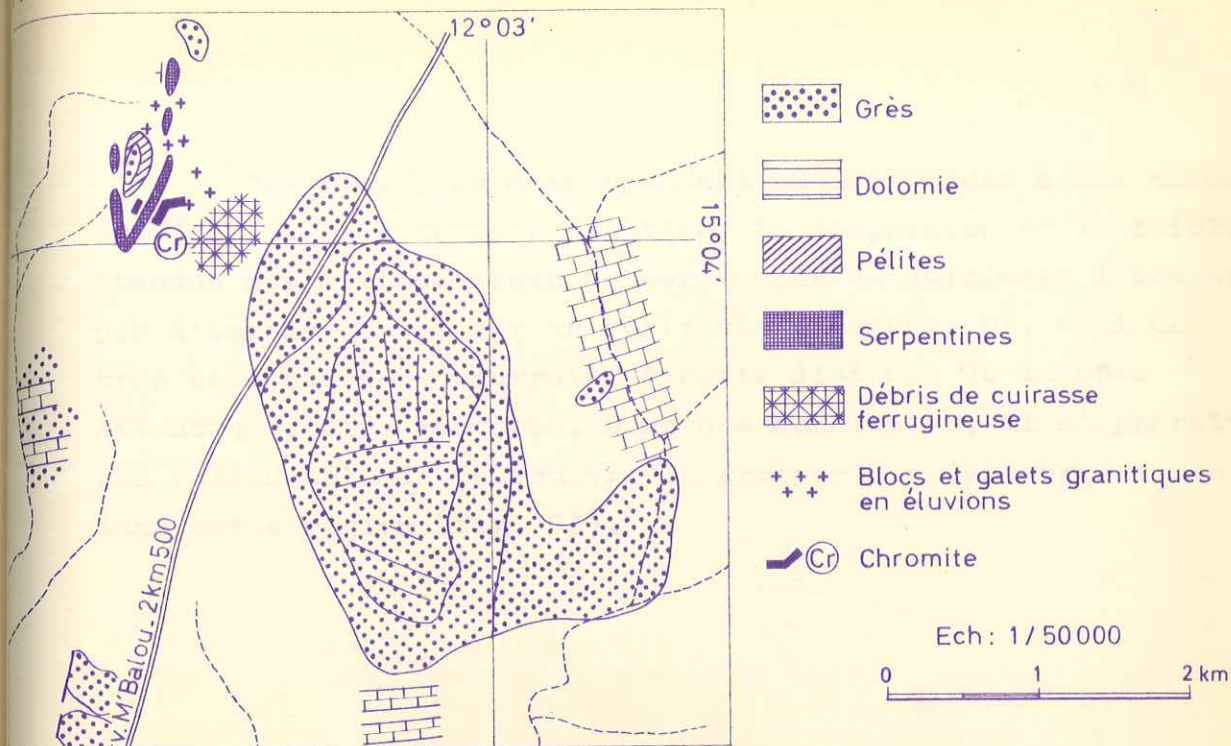 12°03'
15°04
Cr
v. M'Balou. 2km500
Grès
Dolomie
Pélites
Serpentines
Débris de cuirasse
ferrugineuse
Blocs et galets granitiques
en éluvions
Cr Chromite
Ech: 1/50000
0 1 2 km